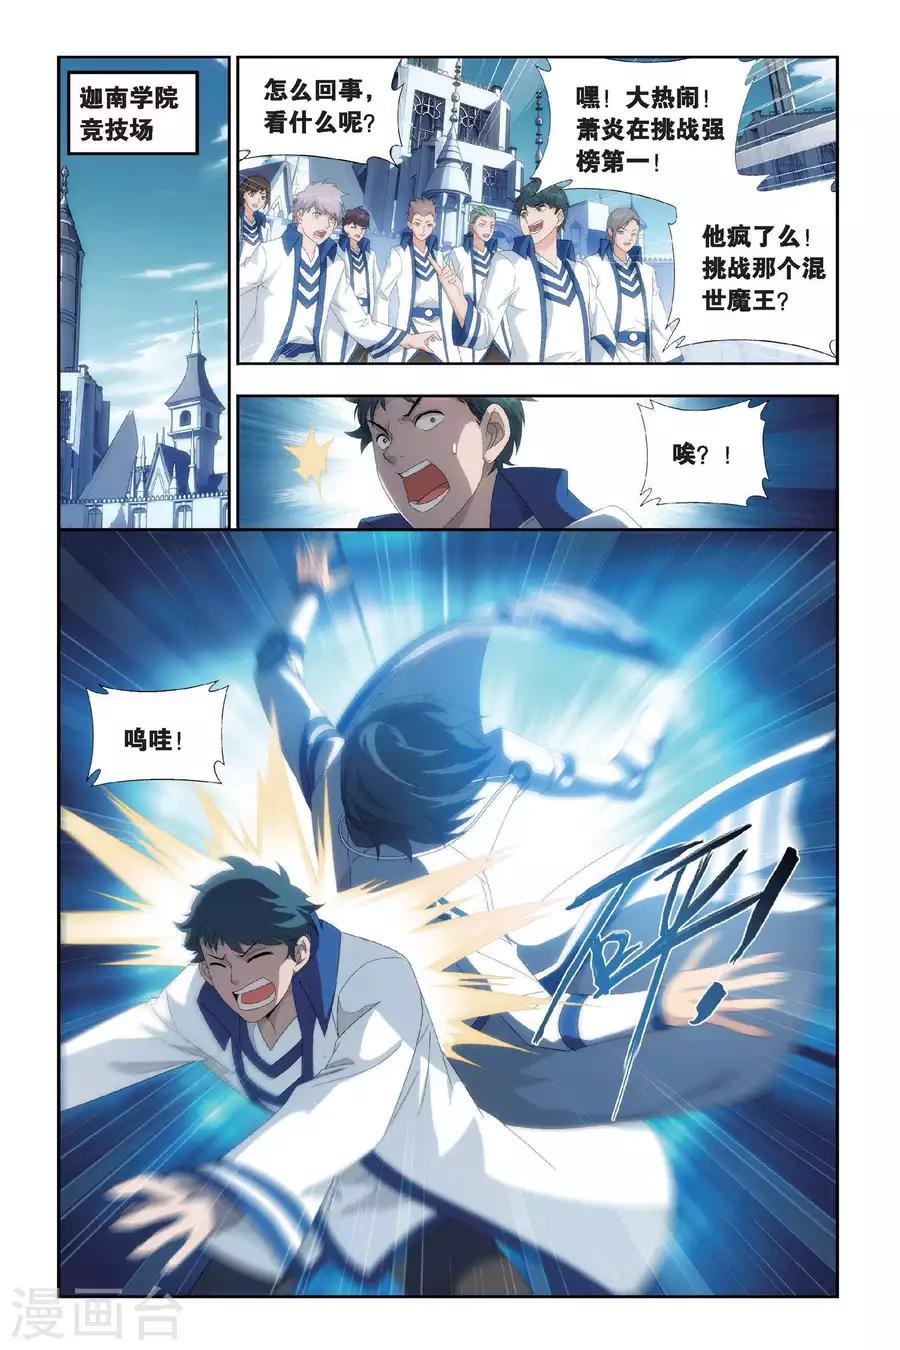 迦南学院
竞技场
怎么回事，
看什么呢？
嘿！大热闹！
萧炎在挑战强
榜第一！
他疯了么！
挑战那个混
世魔王？
唉？！
呜哇！
砰！
漫画台